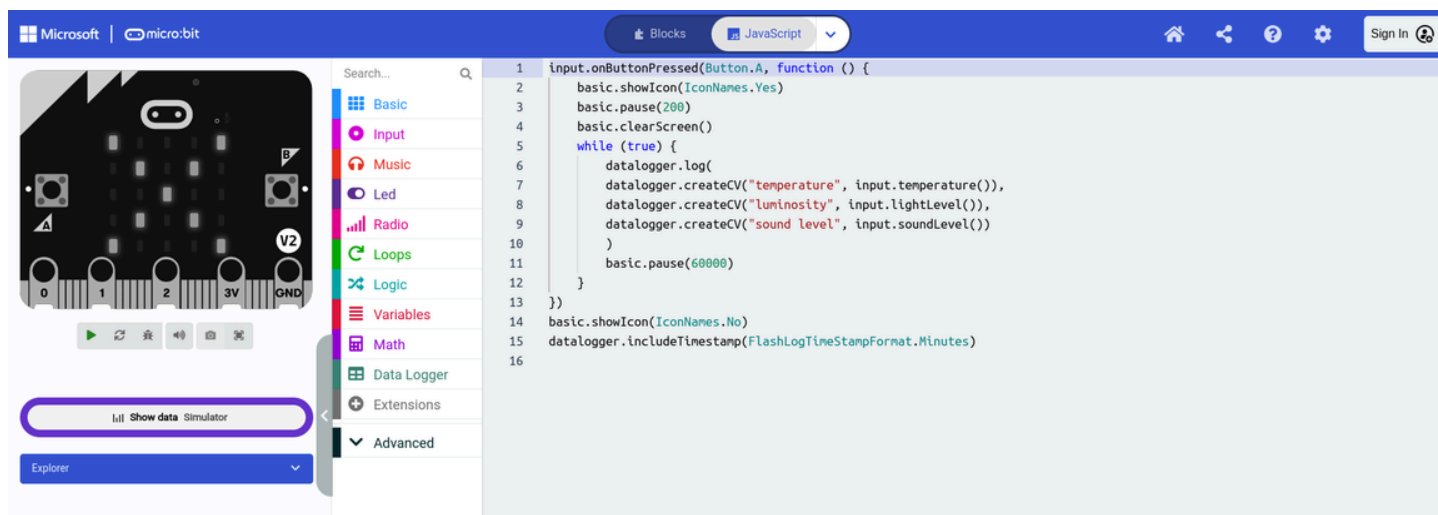 Microsoft | micro:bit
Blocks
JavaScript
Sign In
B
A
V2
0 1 2 3V GND
Show data Simulator
Explorer
Search...
Basic
Input
Music
Led
Radio
Loops
Logic
Variables
Math
Data Logger
Extensions
Advanced
1 input.onButtonPressed(Button.A, function () {
2 basic.showIcon(IconNames.Yes)
3 basic.pause(200)
4 basic.clearScreen()
5 while (true) {
6 datalogger.log(
7 datalogger.createCV("temperature", input.temperature()),
8 datalogger.createCV("luminosity", input.lightLevel()),
9 datalogger.createCV("sound level", input.soundLevel())
10 )
11 basic.pause(60000)
12 }
13 })
14 basic.showIcon(IconNames.No)
15 datalogger.includeTimestamp(FlashLogTimeStampFormat.Minutes)
16